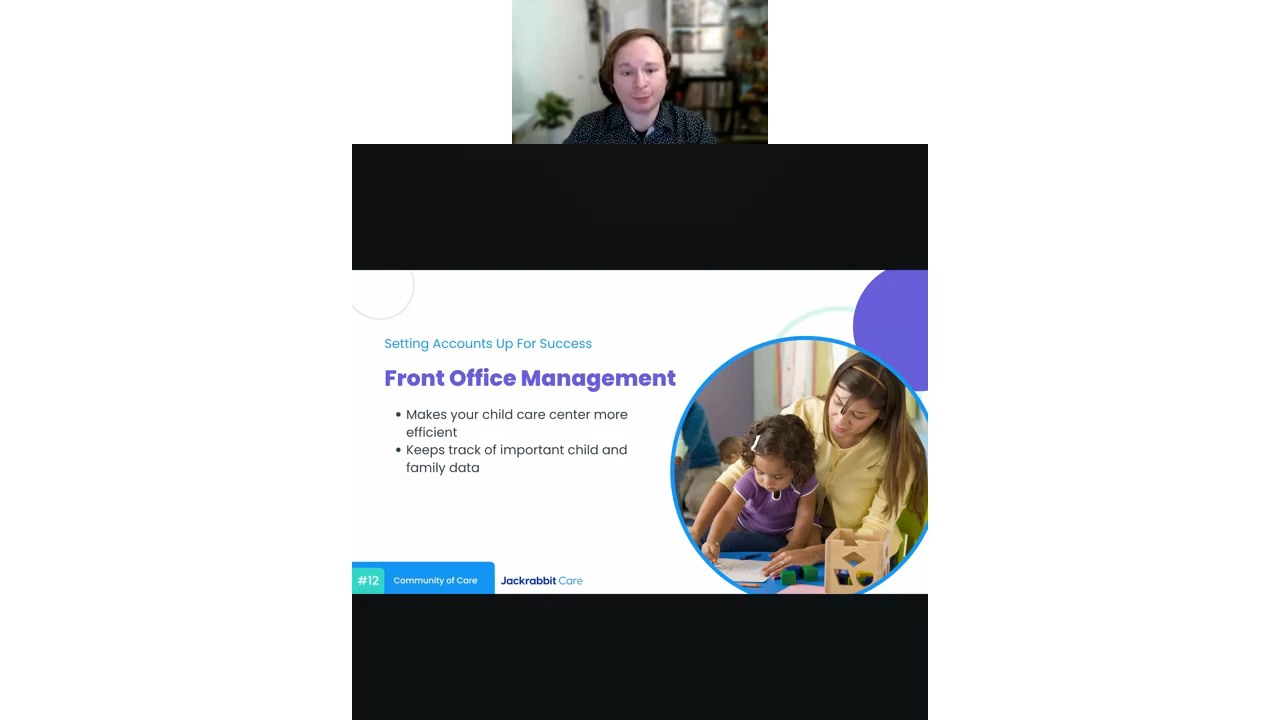 Setting Accounts Up For Success
Front Office Management
• Makes your child care center more
efficient
• Keeps track of important child and
family data
#12 Community of Care Jackrabbit Care